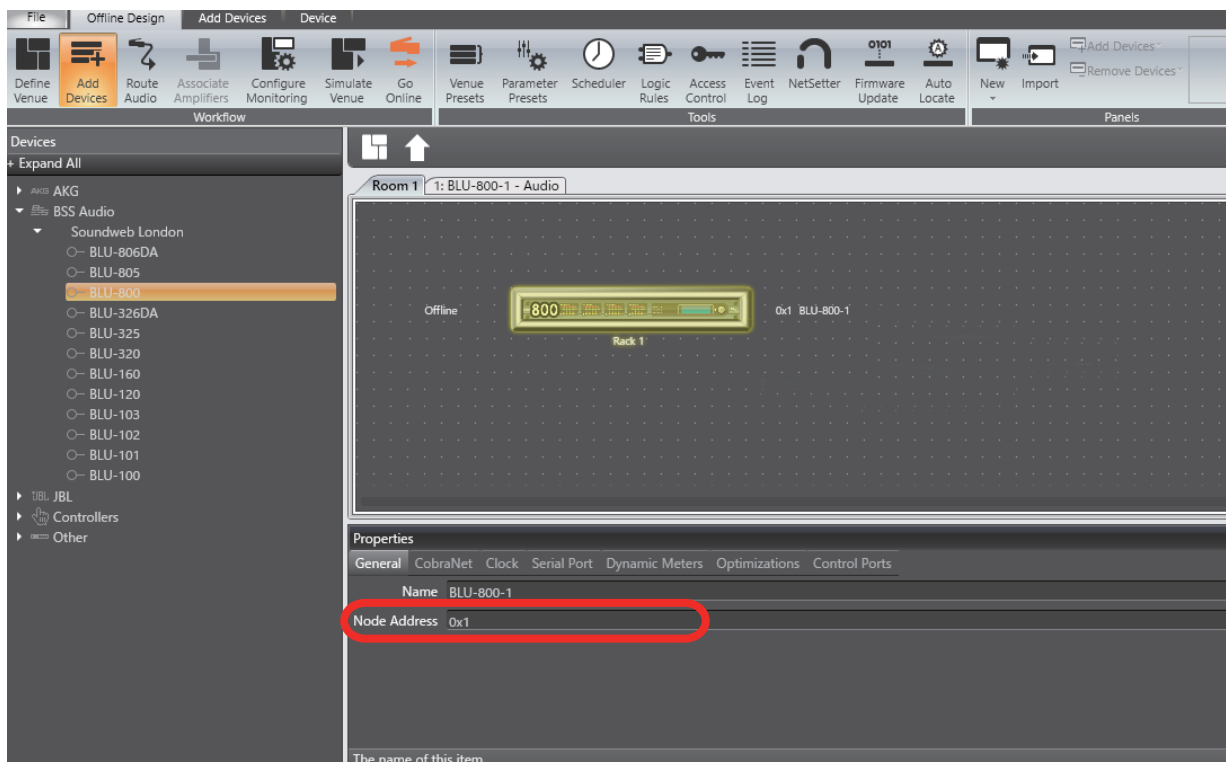 File Offline Design Add Devices Device
Define Venue
Add Devices
Route Audio
Associate Amplifiers
Configure Monitoring
Simulate Venue
Go Online
Venue Presets
Parameter Presets
Scheduler
Logic Rules
Access Control
Event Log
NetSetter
Firmware Update
Auto Locate
New
Import
Add Devices
Remove Devices
Workflow Tools Panels
Devices
+ Expand All
AKG AKG
BSS Audio
Soundweb London
BLU-806DA
BLU-805
BLU-800
BLU-326DA
BLU-325
BLU-320
BLU-160
BLU-120
BLU-103
BLU-102
BLU-101
BLU-100
JBL JBL
Controllers
Other
Room 1 1: BLU-800-1 - Audio
Offline 800 0x1 BLU-800-1
Rack 1
Properties
General CobraNet Clock Serial Port Dynamic Meters Optimizations Control Ports
Name BLU-800-1
Node Address 0x1
The name of this item